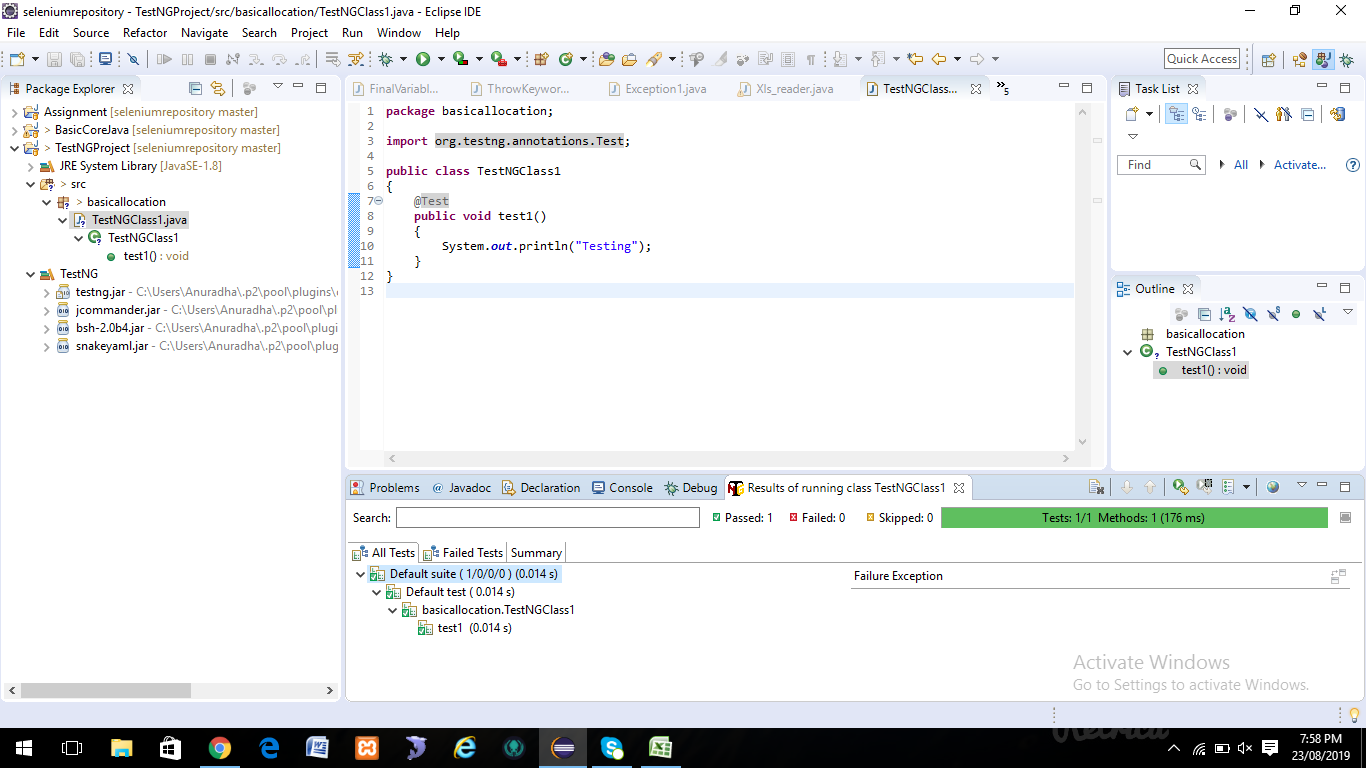 seleniumrepository - TestNGProject/src/basicallocation/TestNGClass1.java - Eclipse IDE
File Edit Source Refactor Navigate Search Project Run Window Help
Quick Access
Package Explorer
Assignment [seleniumrepository master]
> BasicCoreJava [seleniumrepository master]
> TestNGProject [seleniumrepository master]
JRE System Library [JavaSE-1.8]
> src
> basicallocation
TestNGClass1.java
TestNGClass1
test1() : void
TestNG
testng.jar - C:\Users\Anuradha\.p2\pool\plugins\
jcommander.jar - C:\Users\Anuradha\.p2\pool\pl
bsh-2.0b4.jar - C:\Users\Anuradha\.p2\pool\plugi
snakeyaml.jar - C:\Users\Anuradha\.p2\pool\plug
FinalVariabl... ThrowKeywor... Exception1.java Xls_reader.java TestNGClass... »5
1 package basicallocation;
2
3 import org.testng.annotations.Test;
4
5 public class TestNGClass1
6 {
7 @Test
8 public void test1()
9 {
10 System.out.println("Testing");
11 }
12 }
13
Task List
Find All Activate...
Outline
basicallocation
TestNGClass1
test1() : void
Problems @ Javadoc Declaration Console Debug Results of running class TestNGClass1
Search: Passed: 1 Failed: 0 Skipped: 0 Tests: 1/1 Methods: 1 (176 ms)
All Tests Failed Tests Summary
Default suite ( 1/0/0/0 ) (0.014 s)
Default test ( 0.014 s)
basicallocation.TestNGClass1
test1 (0.014 s)
Failure Exception
Activate Windows
Go to Settings to activate Windows.
7:58 PM
23/08/2019